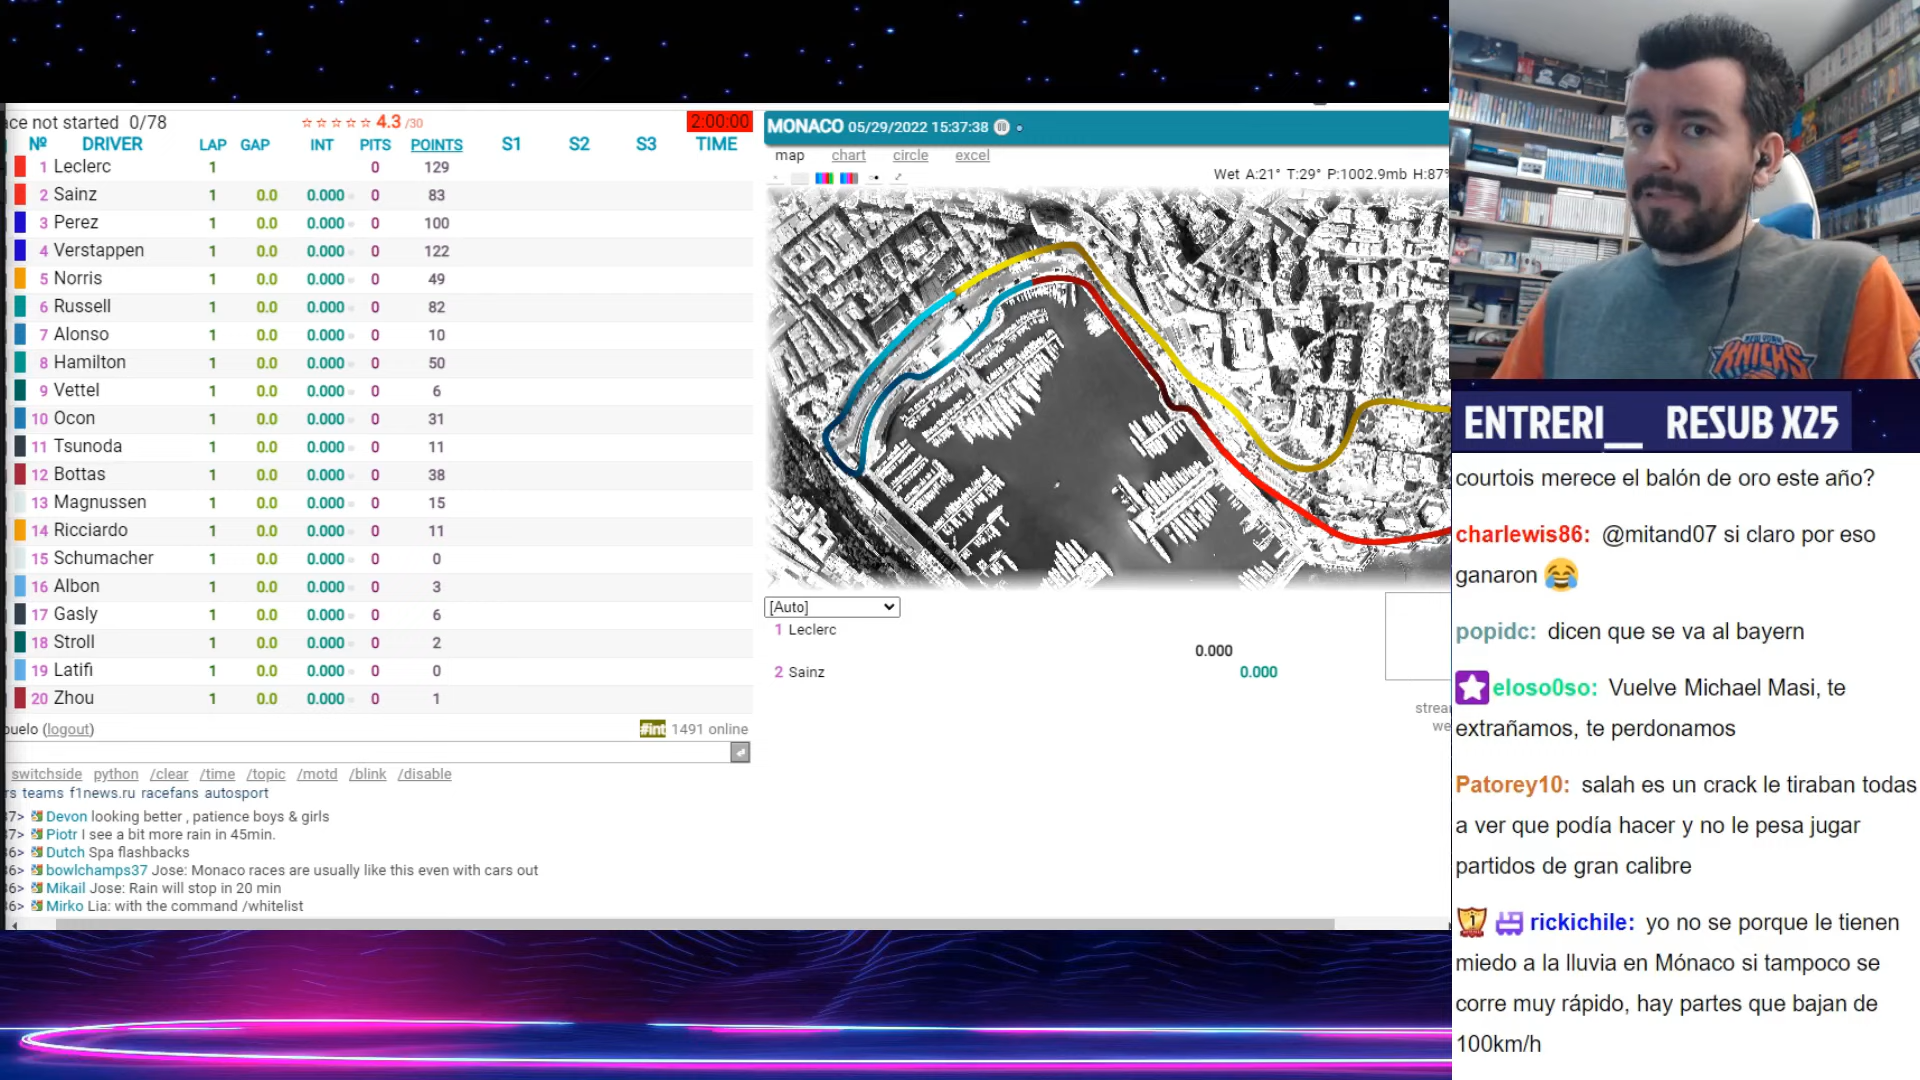 ace not started 0/78
☆☆☆☆☆ 4.3 /30
2:00:00
Nº DRIVER LAP GAP INT PITS POINTS S1 S2 S3 TIME
1 Leclerc 1 0 129
2 Sainz 1 0.0 0.000 0 83
3 Perez 1 0.0 0.000 0 100
4 Verstappen 1 0.0 0.000 0 122
5 Norris 1 0.0 0.000 0 49
6 Russell 1 0.0 0.000 0 82
7 Alonso 1 0.0 0.000 0 10
8 Hamilton 1 0.0 0.000 0 50
9 Vettel 1 0.0 0.000 0 6
10 Ocon 1 0.0 0.000 0 31
11 Tsunoda 1 0.0 0.000 0 11
12 Bottas 1 0.0 0.000 0 38
13 Magnussen 1 0.0 0.000 0 15
14 Ricciardo 1 0.0 0.000 0 11
15 Schumacher 1 0.0 0.000 0 0
16 Albon 1 0.0 0.000 0 3
17 Gasly 1 0.0 0.000 0 6
18 Stroll 1 0.0 0.000 0 2
19 Latifi 1 0.0 0.000 0 0
20 Zhou 1 0.0 0.000 0 1
ouelo (logout)
#int 1491 online
switchside python /clear /time /topic /motd /blink /disable
rs teams f1news.ru racefans autosport
37> Devon looking better , patience boys & girls
37> Piotr I see a bit more rain in 45min.
36> Dutch Spa flashbacks
36> bowlchamps37 Jose: Monaco races are usually like this even with cars out
36> Mikail Jose: Rain will stop in 20 min
36> Mirko Lia: with the command /whitelist
MONACO 05/29/2022 15:37:38
map chart circle excel
Wet A:21° T:29° P:1002.9mb H:87%
[Auto]
1 Leclerc
0.000
2 Sainz
0.000
strea
we
KNICKS
ENTRERI__ RESUB X25
courtois merece el balón de oro este año?
charlewis86: @mitand07 si claro por eso
ganaron 😂
popidc: dicen que se va al bayern
eloso0so: Vuelve Michael Masi, te
extrañamos, te perdonamos
Patorey10: salah es un crack le tiraban todas
a ver que podía hacer y no le pesa jugar
partidos de gran calibre
rickichile: yo no se porque le tienen
miedo a la lluvia en Mónaco si tampoco se
corre muy rápido, hay partes que bajan de
100km/h